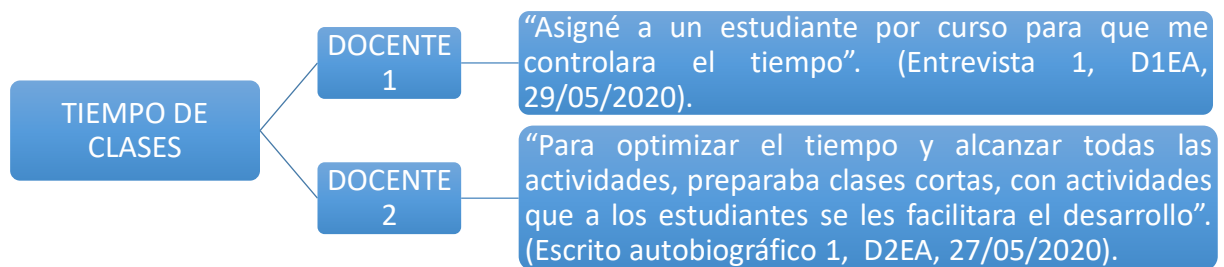 TIEMPO DE
CLASES
DOCENTE
1
“Asigné a un estudiante por curso para que me
controlara el tiempo”. (Entrevista 1, D1EA,
29/05/2020).
DOCENTE
2
“Para optimizar el tiempo y alcanzar todas las
actividades, preparaba clases cortas, con actividades
que a los estudiantes se les facilitara el desarrollo”.
(Escrito autobiográfico 1, D2EA, 27/05/2020).